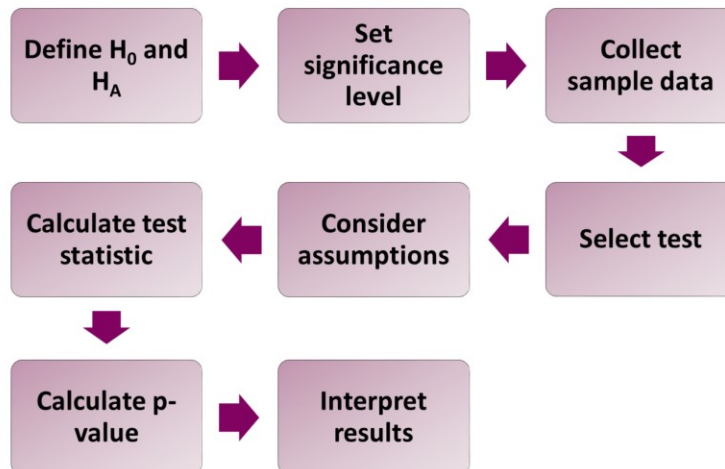 Define H₀ and
Hₐ
Set
significance
level
Collect
sample data
Select test
Consider
assumptions
Calculate test
statistic
Calculate p-
value
Interpret
results